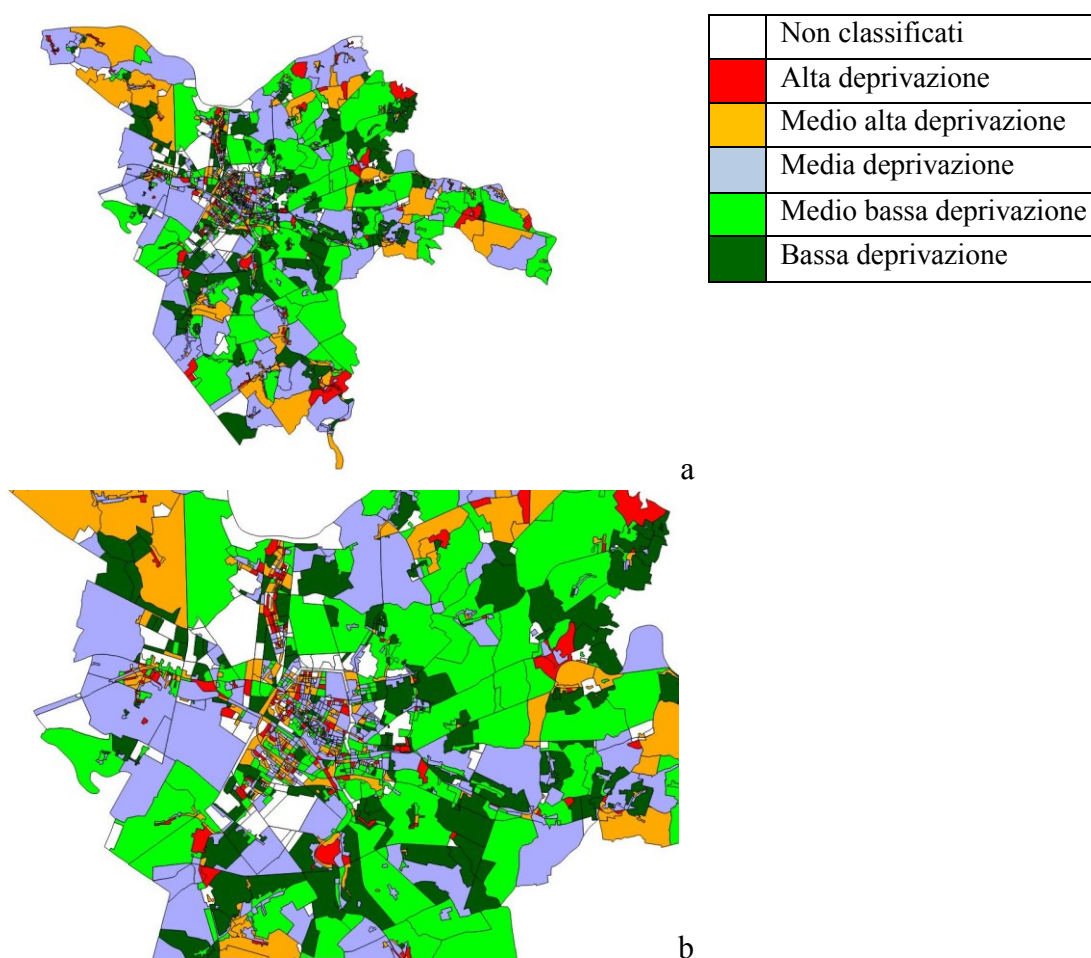 Non classificati
Alta deprivazione
Medio alta deprivazione
Media deprivazione
Medio bassa deprivazione
Bassa deprivazione
a
b